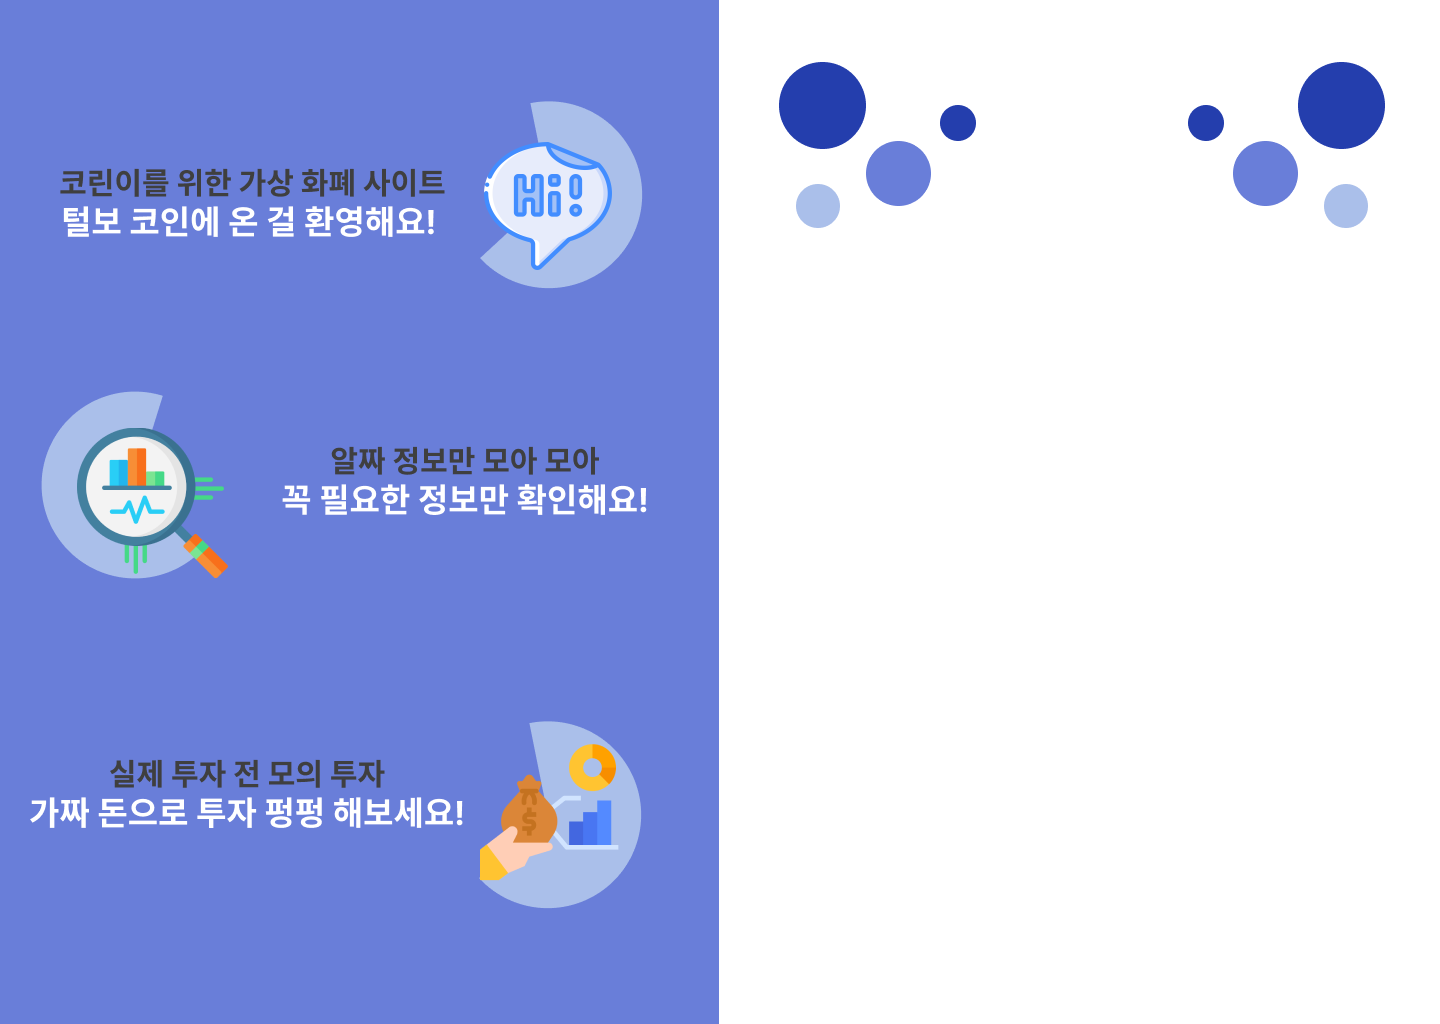 코린이를 위한 가상 화폐 사이트
털보 코인에 온 걸 환영해요!
Hi!
알짜 정보만 모아 모아
꼭 필요한 정보만 확인해요!
실제 투자 전 모의 투자
가짜 돈으로 투자 펑펑 해보세요!
$